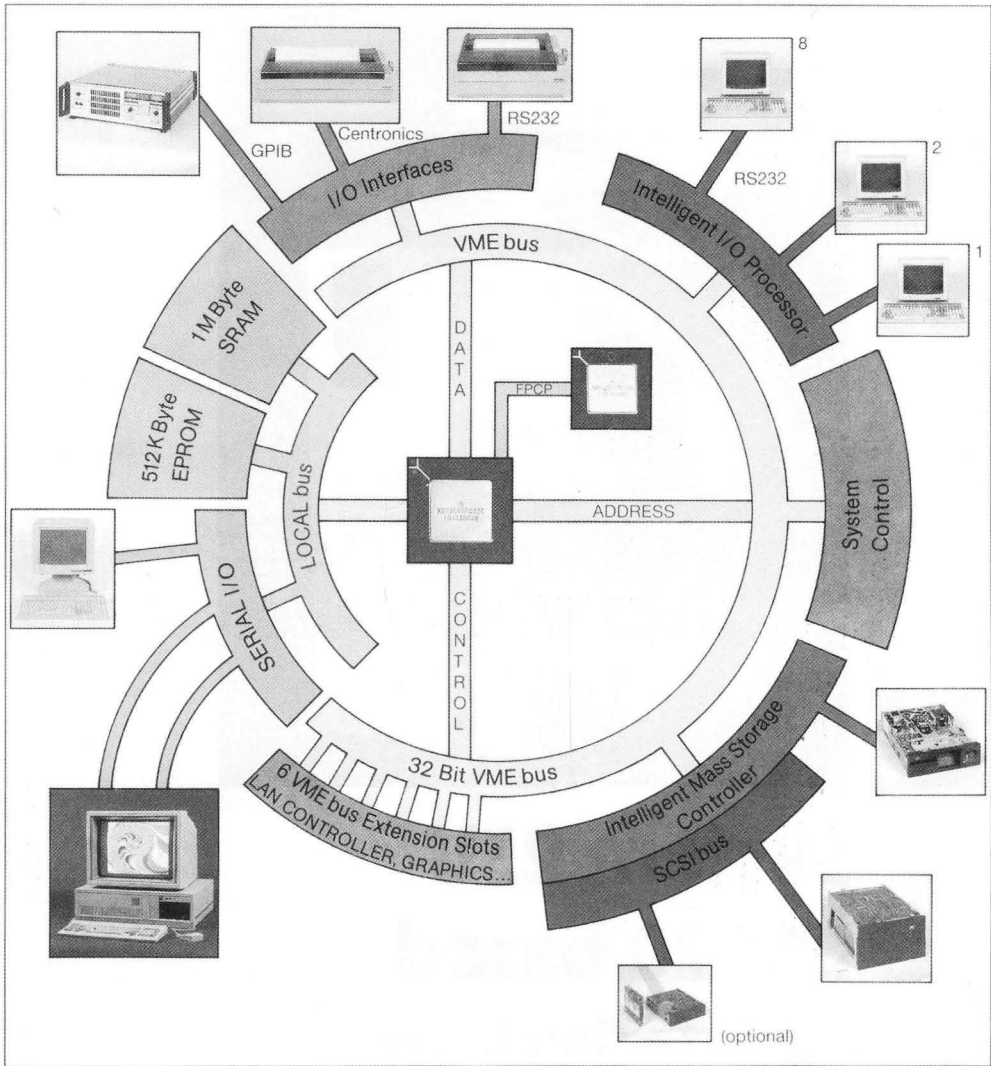 8
RS232
Centronics
GPIB
2
I/O Interfaces
RS232
Intelligent I/O Processor
VME bus
1
1M Byte
SRAM
DATA
FPCP
512K Byte
EPROM
LOCAL bus
ADDRESS
System
Control
SERIAL I/O
CONTROL
32 Bit VME bus
Intelligent Mass Storage
Controller
6 VME bus Extension Slots
LAN CONTROLLER, GRAPHICS...
SCSI bus
(optional)